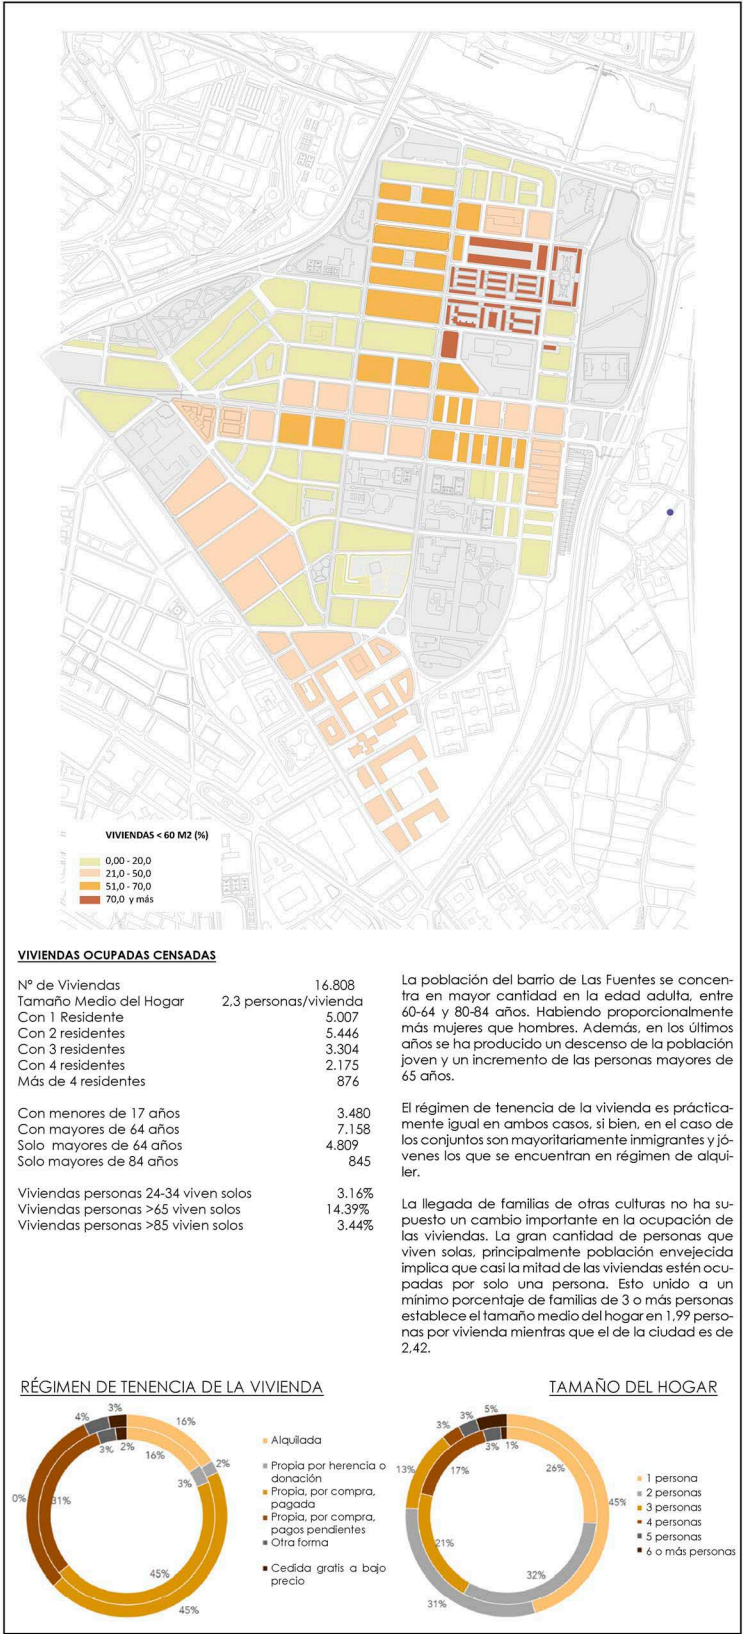 VIVIENDAS < 60 M2 (%)
0,00 - 20,0
21,0 - 50,0
51,0 - 70,0
70,0 y más
VIVIENDAS OCUPADAS CENSADAS
Nº de Viviendas 16.808
Tamaño Medio del Hogar 2,3 personas/vivienda
Con 1 Residente 5.007
Con 2 residentes 5.446
Con 3 residentes 3.304
Con 4 residentes 2.175
Más de 4 residentes 876
Con menores de 17 años 3.480
Con mayores de 64 años 7.158
Solo mayores de 64 años 4.809
Solo mayores de 84 años 845
Viviendas personas 24-34 viven solos 3.16%
Viviendas personas >65 viven solos 14.39%
Viviendas personas >85 vivien solos 3.44%
La población del barrio de Las Fuentes se concen-
tra en mayor cantidad en la edad adulta, entre
60-64 y 80-84 años. Habiendo proporcionalmente
más mujeres que hombres. Además, en los últimos
años se ha producido un descenso de la población
joven y un incremento de las personas mayores de
65 años.
El régimen de tenencia de la vivienda es práctica-
mente igual en ambos casos, si bien, en el caso de
los conjuntos son mayoritariamente inmigrantes y jó-
venes los que se encuentran en régimen de alqui-
ler.
La llegada de familias de otras culturas no ha su-
puesto un cambio importante en la ocupación de
las viviendas. La gran cantidad de personas que
viven solas, principalmente población envejecida
implica que casi la mitad de las viviendas estén ocu-
padas por solo una persona. Esto unido a un
mínimo porcentaje de familias de 3 o más personas
establece el tamaño medio del hogar en 1,99 perso-
nas por vivienda mientras que el de la ciudad es de
2,42.
RÉGIMEN DE TENENCIA DE LA VIVIENDA
3%
4%
16%
3%
2%
16%
2%
3%
0%
31%
45%
45%
Alquilada
Propia por herencia o
donación
Propia, por compra,
pagada
Propia, por compra,
pagos pendientes
Otra forma
Cedida gratis a bajo
precio
TAMAÑO DEL HOGAR
5%
3%
3%
3%
1%
13%
17%
26%
45%
21%
32%
31%
1 persona
2 personas
3 personas
4 personas
5 personas
6 o más personas